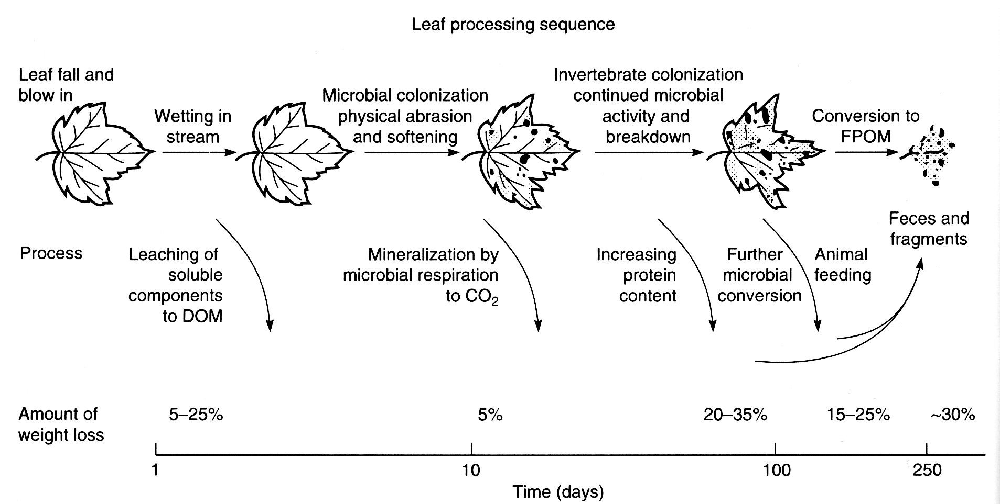 Leaf processing sequence
Leaf fall and
blow in
Wetting in
stream
Microbial colonization
physical abrasion
and softening
Invertebrate colonization
continued microbial
activity and
breakdown
Conversion to
FPOM
Process
Leaching of
soluble
components
to DOM
Mineralization by
microbial respiration
to CO₂
Increasing
protein
content
Further
microbial
conversion
Animal
feeding
Feces and
fragments
Amount of
weight loss
5–25%
5%
20–35%
15–25%
~30%
1
10
100
250
Time (days)